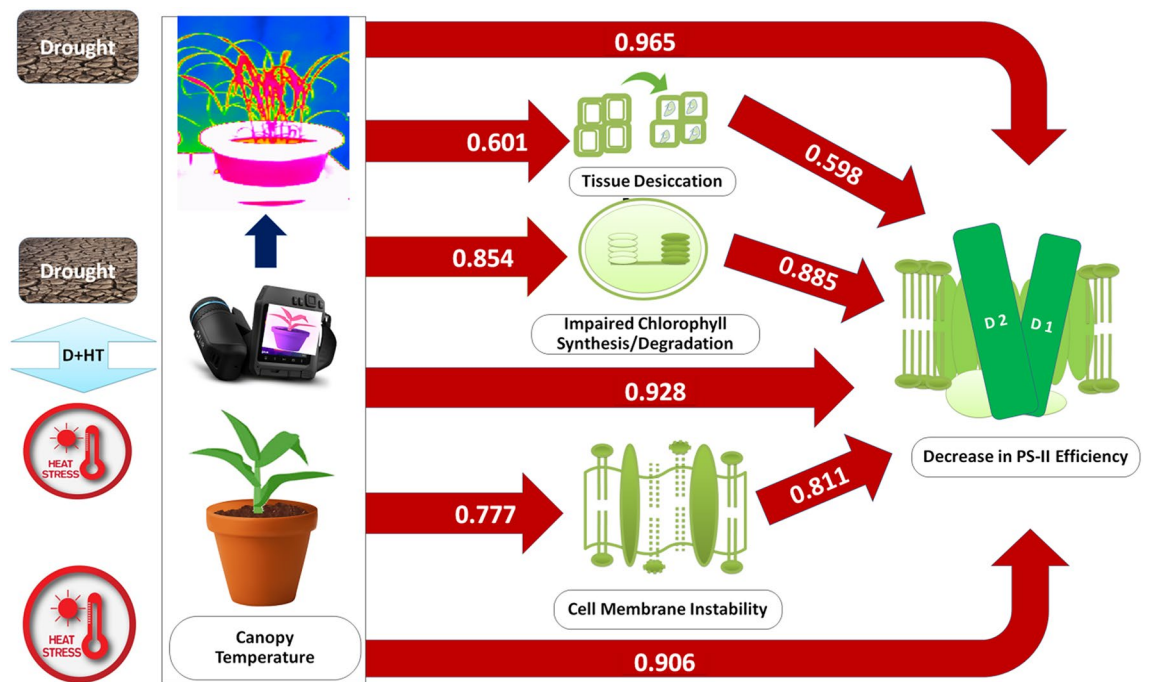 Drought
0.965
0.601
Tissue Desiccation
0.598
Drought
0.854
0.885
Impaired Chlorophyll
Synthesis/Degradation
D 2
D 1
D+HT
0.928
HEAT
STRESS
Decrease in PS-II Efficiency
0.777
0.811
Cell Membrane Instability
HEAT
STRESS
Canopy
Temperature
0.906